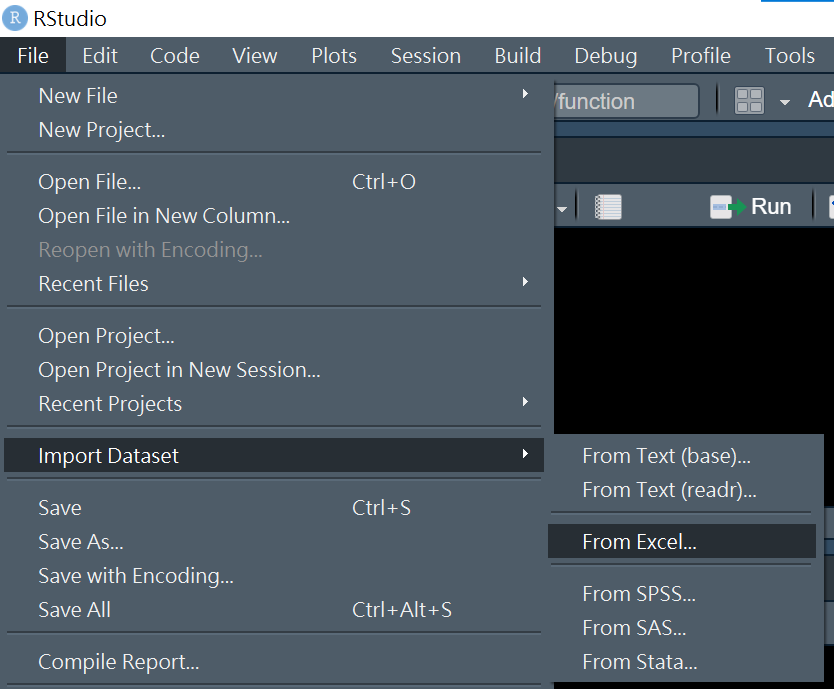 R RStudio
File Edit Code View Plots Session Build Debug Profile Tools
New File
/function
New Project...
Open File... Ctrl+O
Open File in New Column...
Run
Reopen with Encoding...
Recent Files
Open Project...
Open Project in New Session...
Recent Projects
Import Dataset
From Text (base)...
From Text (readr)...
Save Ctrl+S
Save As...
From Excel...
Save with Encoding...
From SPSS...
Save All Ctrl+Alt+S
From SAS...
Compile Report...
From Stata...